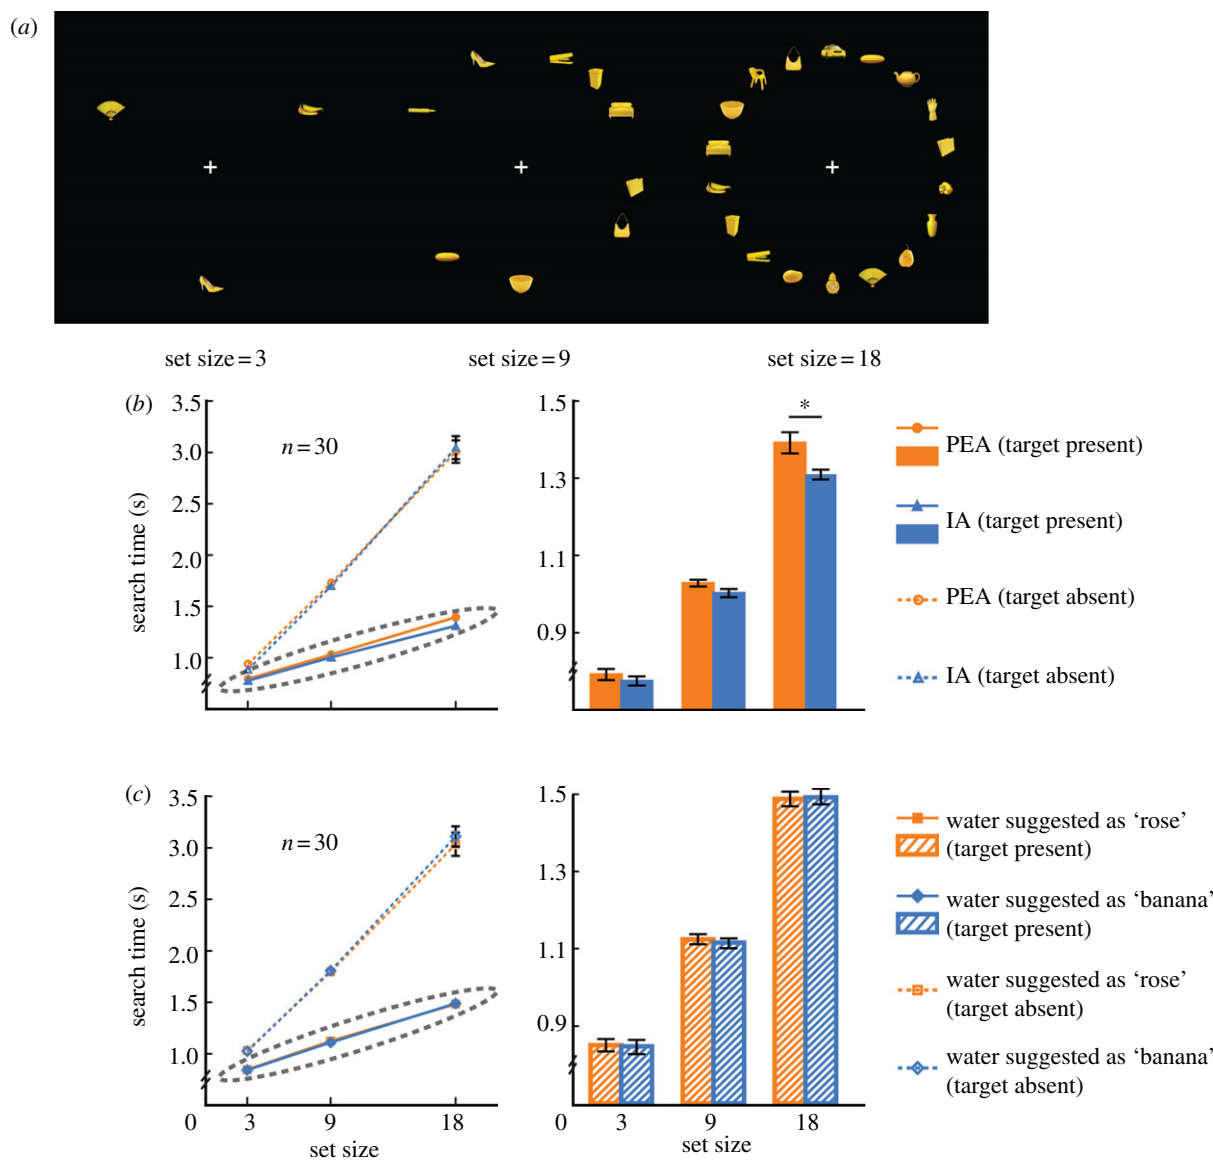 (a)
set size = 3
set size = 9
set size = 18
(b)
search time (s)
3.5
3.0
2.5
2.0
1.5
1.0
n = 30
1.5
1.3
1.1
0.9
*
PEA (target present)
IA (target present)
PEA (target absent)
IA (target absent)
(c)
search time (s)
3.5
3.0
2.5
2.0
1.5
1.0
n = 30
0
3
9
18
set size
1.5
1.3
1.1
0.9
0
3
9
18
set size
water suggested as ‘rose’
(target present)
water suggested as ‘banana’
(target present)
water suggested as ‘rose’
(target absent)
water suggested as ‘banana’
(target absent)